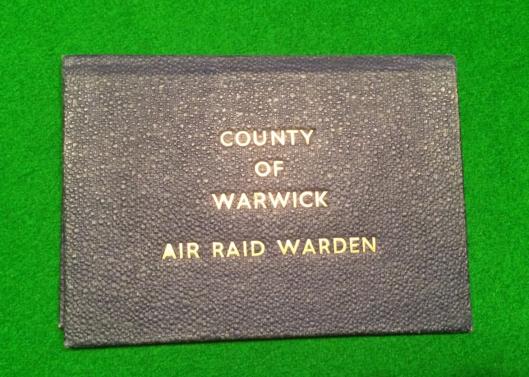 COUNTY
OF
WARWICK
AIR RAID WARDEN